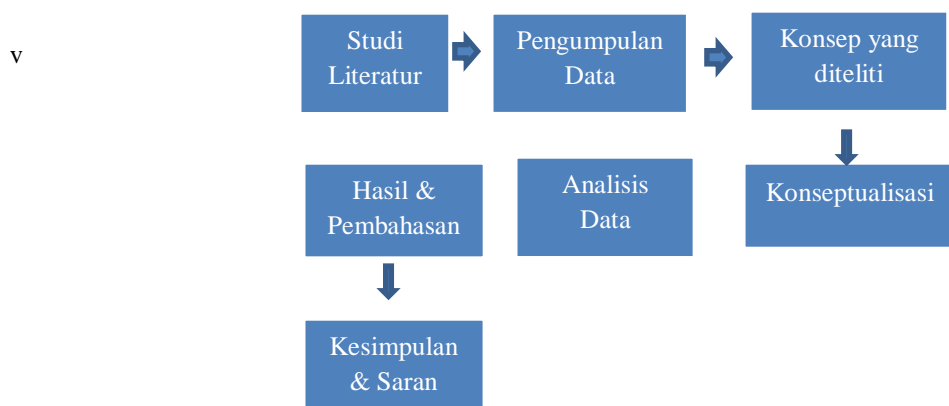 v
Studi
Literatur
Pengumpulan
Data
Konsep yang
diteliti
Hasil &
Pembahasan
Analisis
Data
Konseptualisasi
Kesimpulan
& Saran